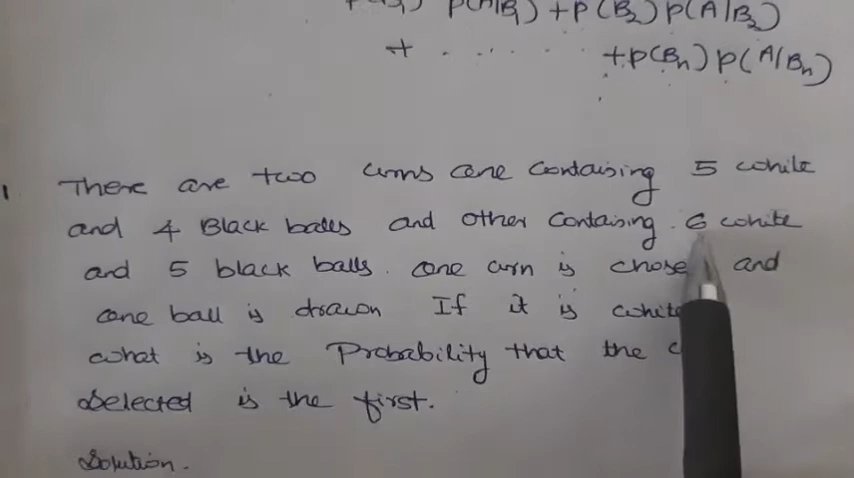 P(A/B₁) + P(B₂) P(A/B₂)
+ . . . . . . + P(Bn) P(A/Bn)
1. There are two urns one containing 5 white
and 4 Black balls and other containing 6 white
and 5 black balls. one urn is chose and
one ball is drawn If it is white
what is the Probability that the
selected is the first.
Solution.